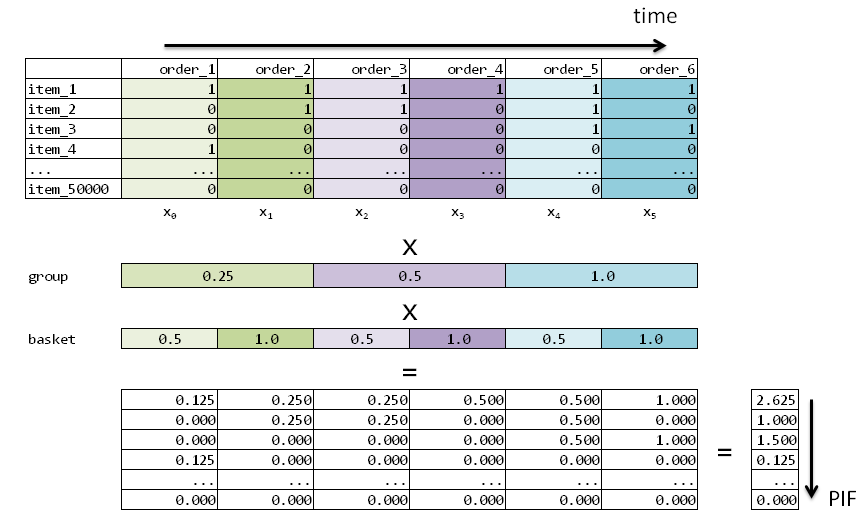 time
order_1 order_2 order_3 order_4 order_5 order_6
item_1 1 1 1 1 1 1
item_2 0 1 1 0 1 0
item_3 0 0 0 0 1 1
item_4 1 0 0 0 0 0
... ... ... ... ... ... ...
item_50000 0 0 0 0 0 0
x₀ x₁ x₂ x₃ x₄ x₅
X
group 0.25 0.5 1.0
X
basket 0.5 1.0 0.5 1.0 0.5 1.0
=
0.125 0.250 0.250 0.500 0.500 1.000 2.625
0.000 0.250 0.250 0.000 0.500 0.000 1.000
0.000 0.000 0.000 0.000 0.500 1.000 = 1.500
0.125 0.000 0.000 0.000 0.000 0.000 0.125
... ... ... ... ... ... ...
0.000 0.000 0.000 0.000 0.000 0.000 0.000 PIF